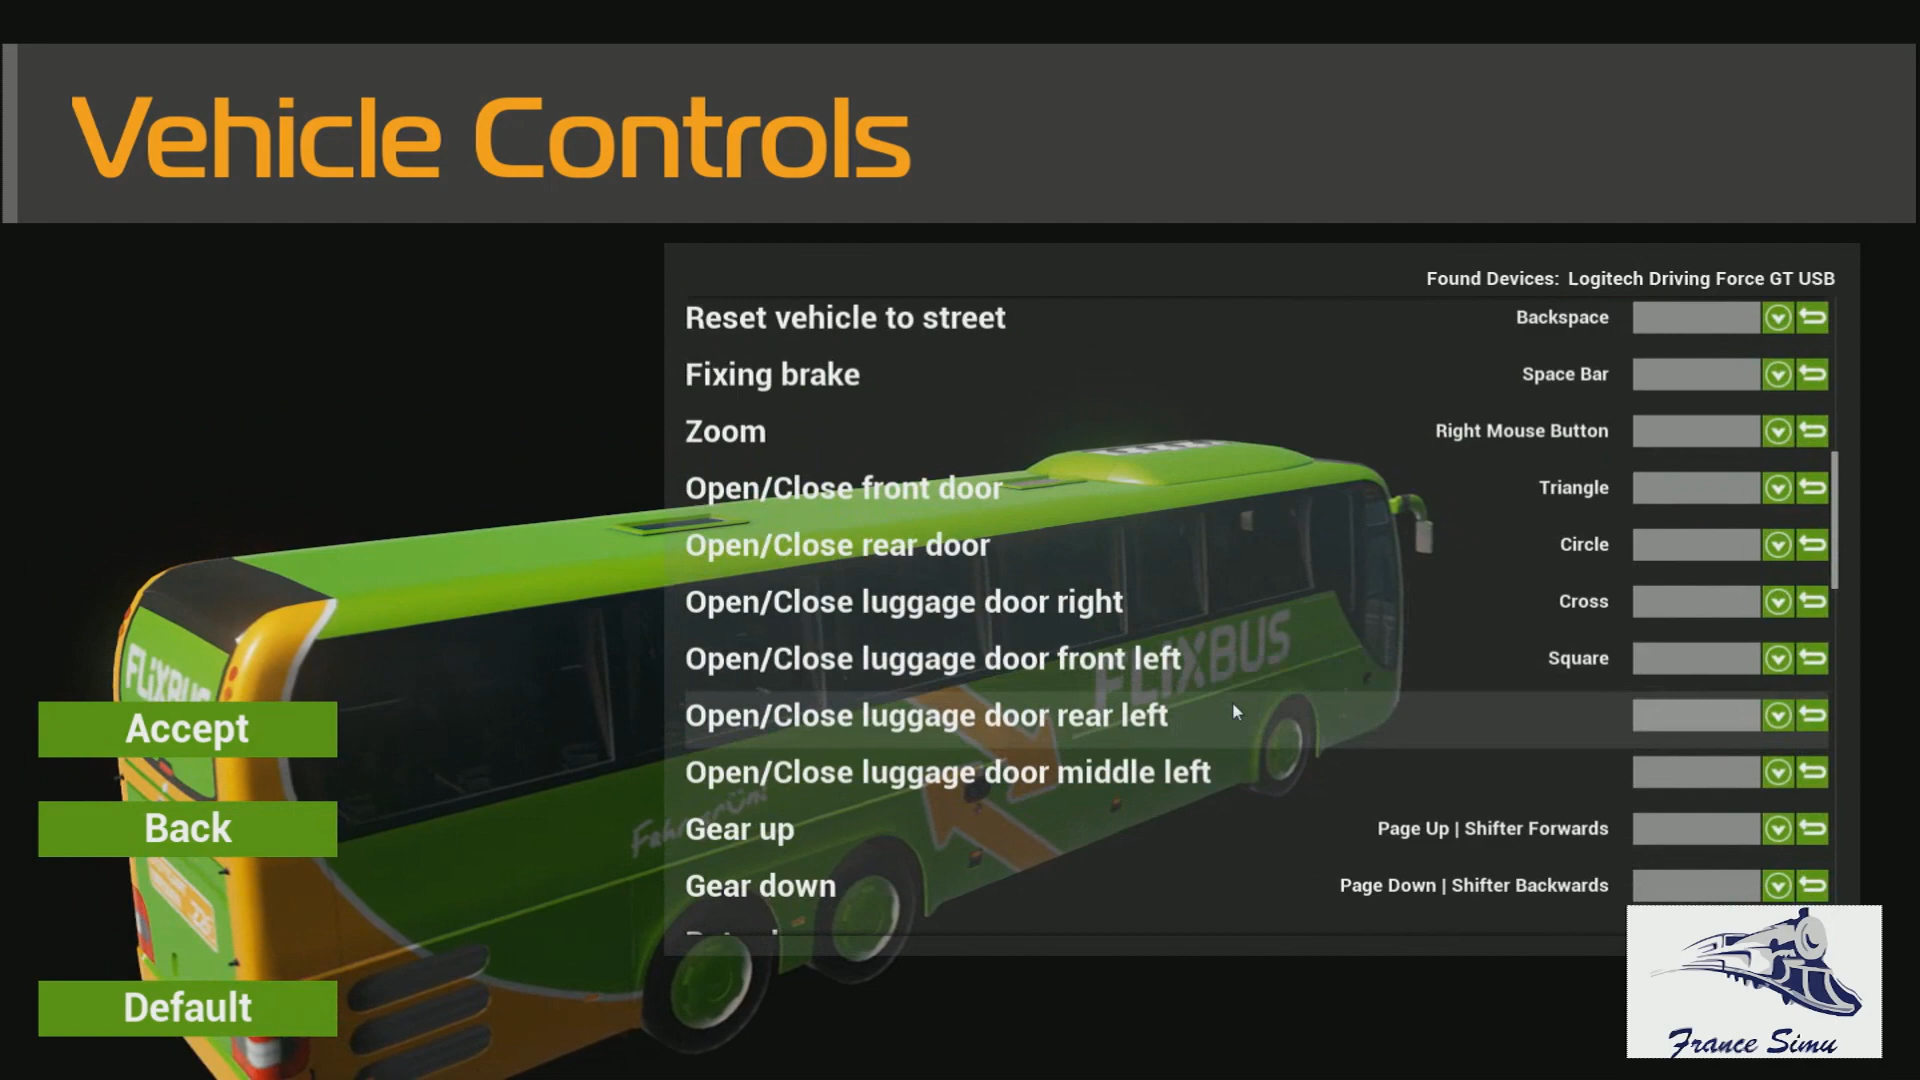 Vehicle Controls
Found Devices: Logitech Driving Force GT USB
Reset vehicle to street Backspace
Fixing brake Space Bar
Zoom Right Mouse Button
Open/Close front door Triangle
Open/Close rear door Circle
Open/Close luggage door right Cross
Open/Close luggage door front left Square
Open/Close luggage door rear left
Open/Close luggage door middle left
Gear up Page Up | Shifter Forwards
Gear down Page Down | Shifter Backwards
Accept
Back
Default
FLiXBUS
FLiXBUS
France Simu